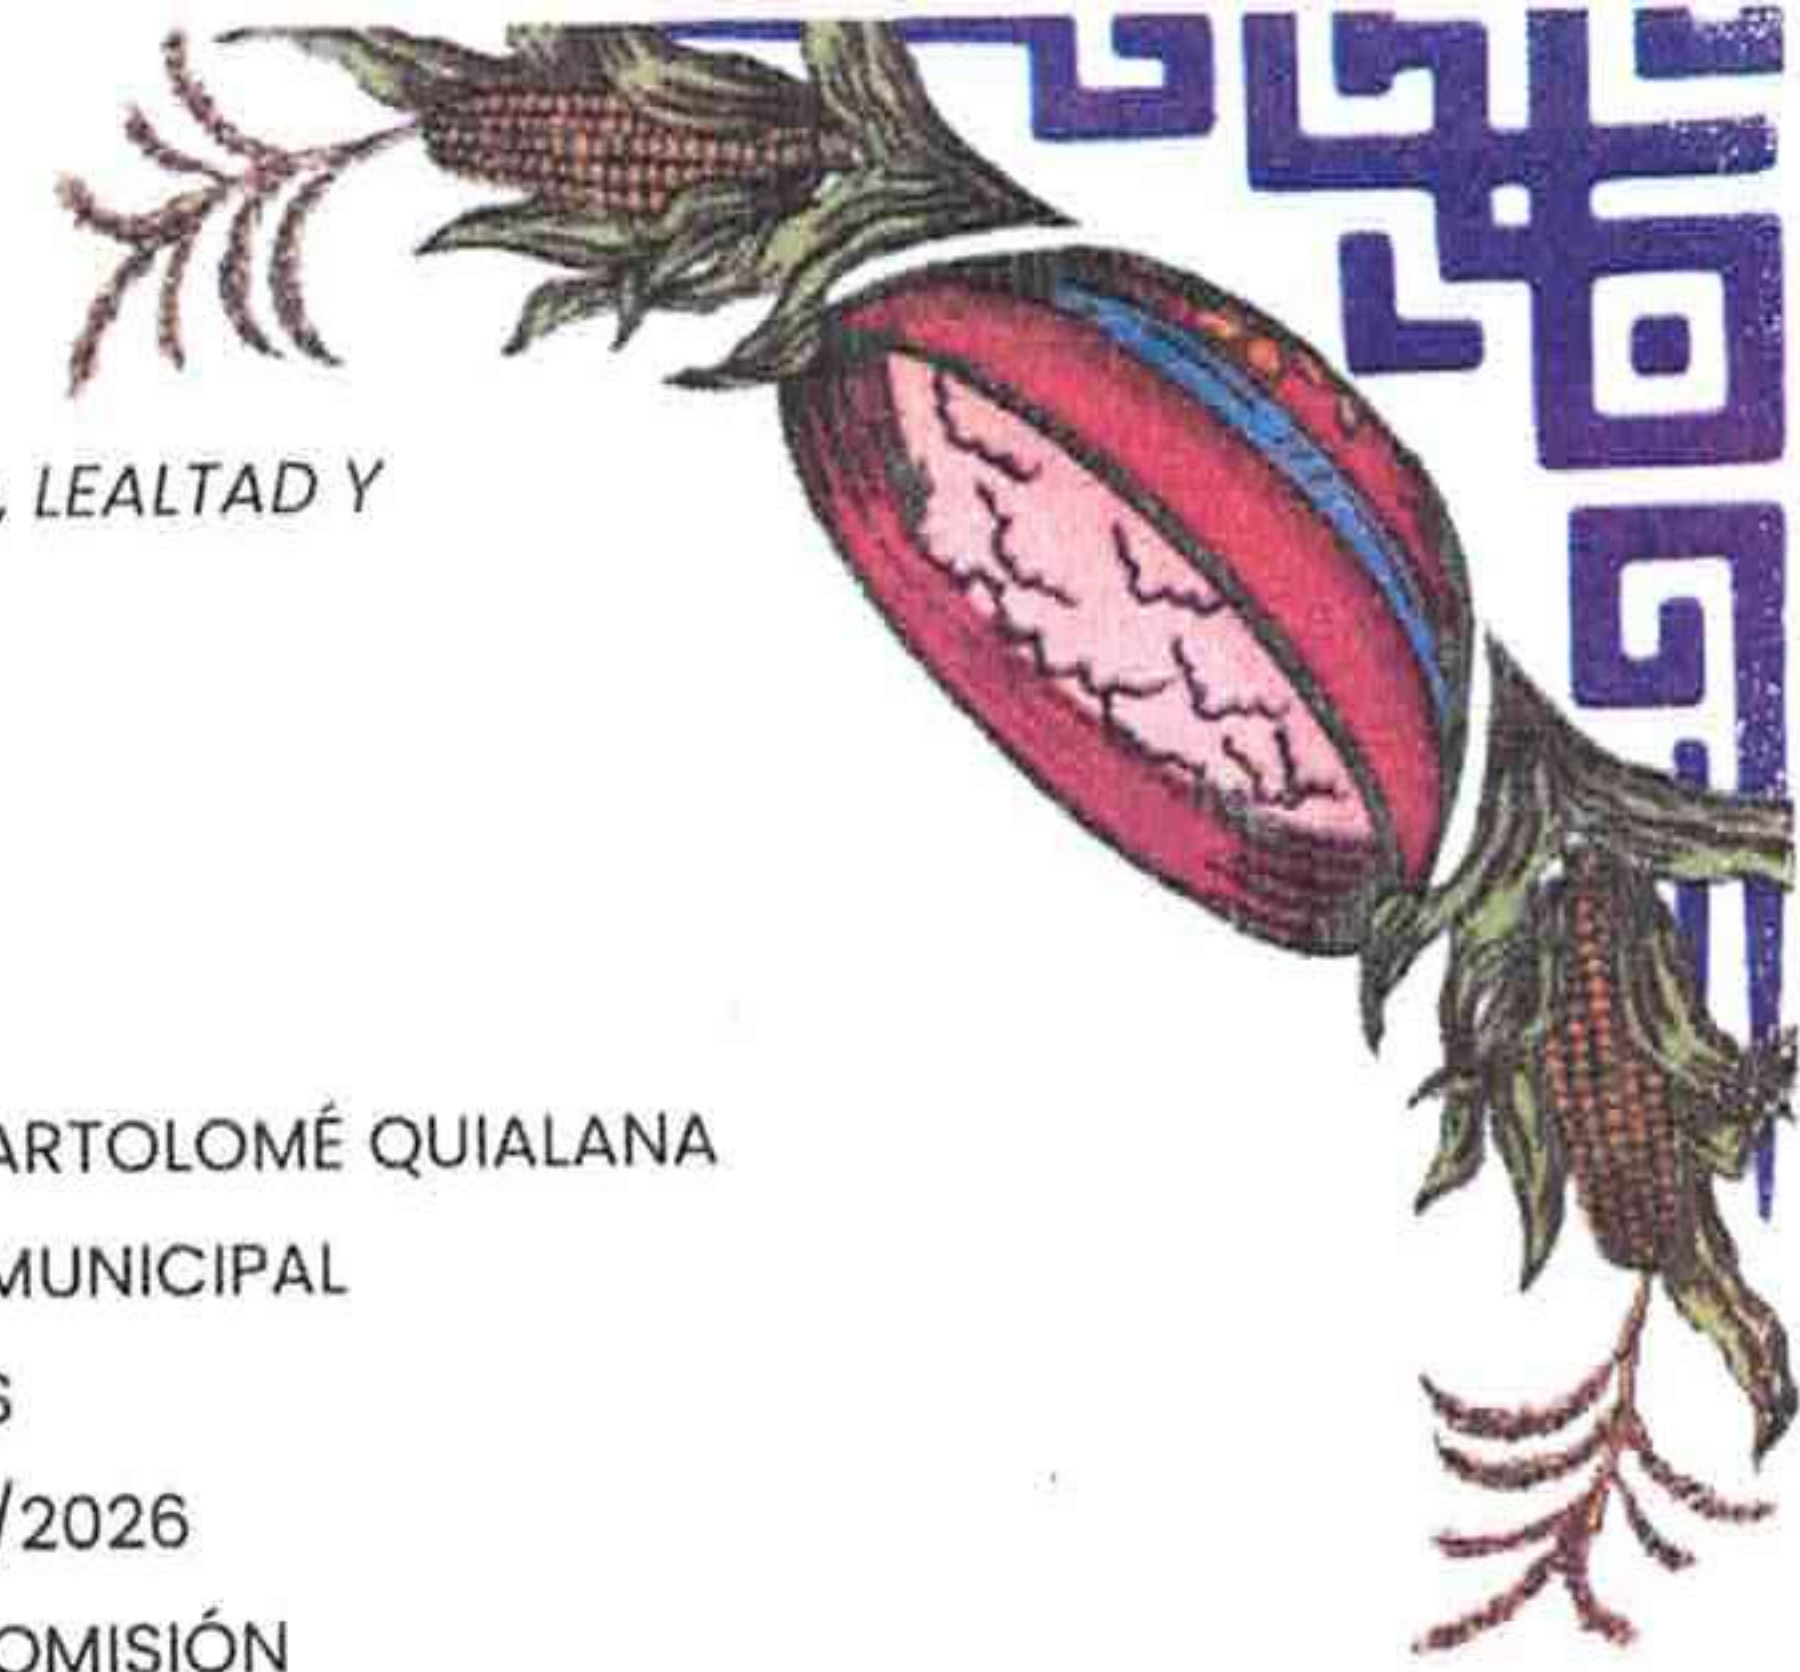 , LEALTAD Y
ARTOLOMÉ QUIALANA
MUNICIPAL
S
/2026
OMISIÓN